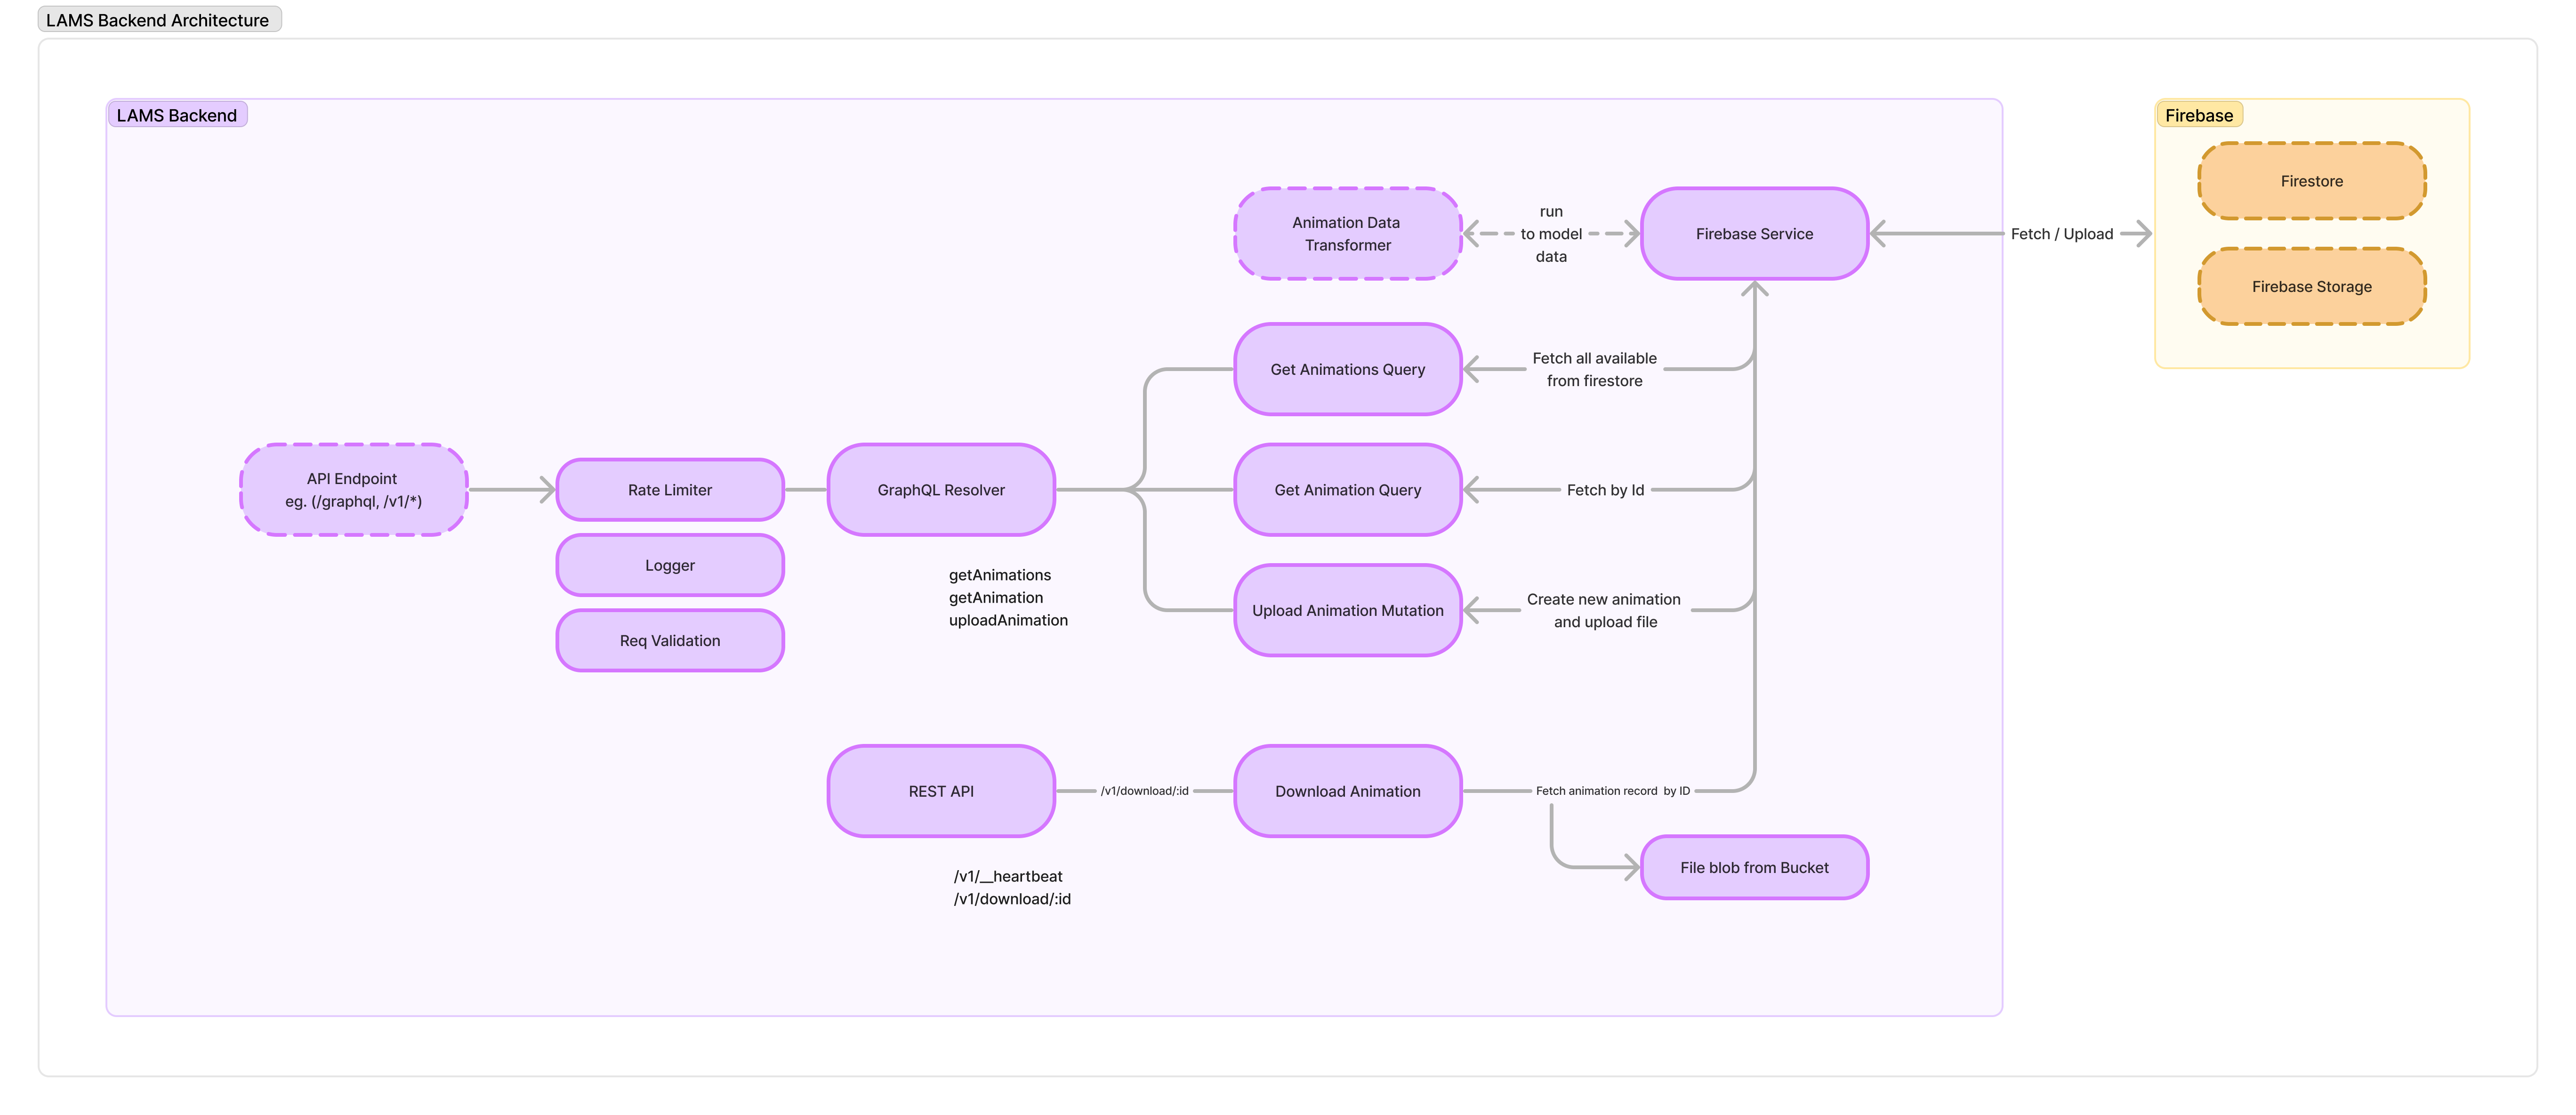 LAMS Backend Architecture
LAMS Backend
Firebase
Firestore
Firebase Storage
Animation Data
Transformer
run
to model
data
Firebase Service
Fetch / Upload
Get Animations Query
Fetch all available
from firestore
API Endpoint
eg. (/graphql, /v1/*)
Rate Limiter
Logger
Req Validation
GraphQL Resolver
getAnimations
getAnimation
uploadAnimation
Get Animation Query
Fetch by Id
Upload Animation Mutation
Create new animation
and upload file
REST API
/v1/download/:id
Download Animation
Fetch animation record by ID
File blob from Bucket
/v1/__heartbeat
/v1/download/:id